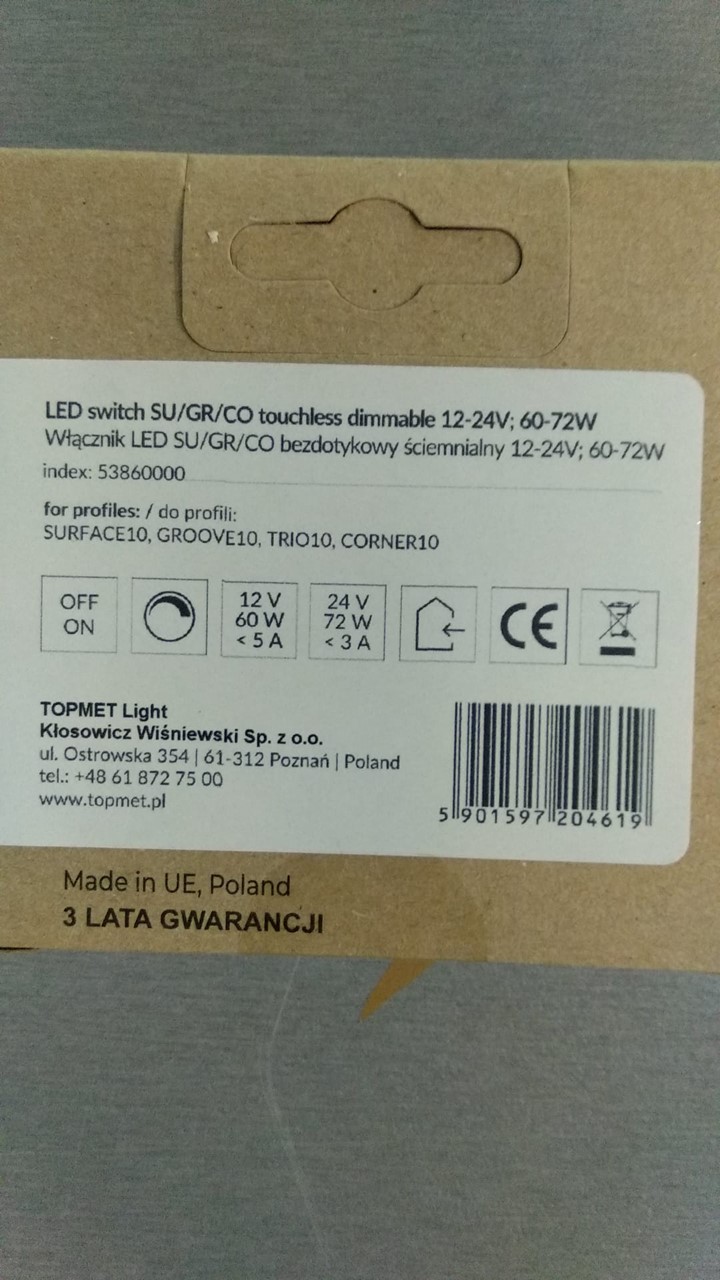 LED switch SU/GR/CO touchless dimmable 12-24V; 60-72W
Włącznik LED SU/GR/CO bezdotykowy ściemnialny 12-24V; 60-72W
index: 53860000
for profiles: / do profili:
SURFACE10, GROOVE10, TRIO10, CORNER10
OFF
ON
12 V
60 W
< 5 A
24 V
72 W
< 3 A
CE
TOPMET Light
Kłosowicz Wiśniewski Sp. z o.o.
ul. Ostrowska 354 | 61-312 Poznań | Poland
tel.: +48 61 872 75 00
www.topmet.pl
5 901597 204619
Made in UE, Poland
3 LATA GWARANCJI